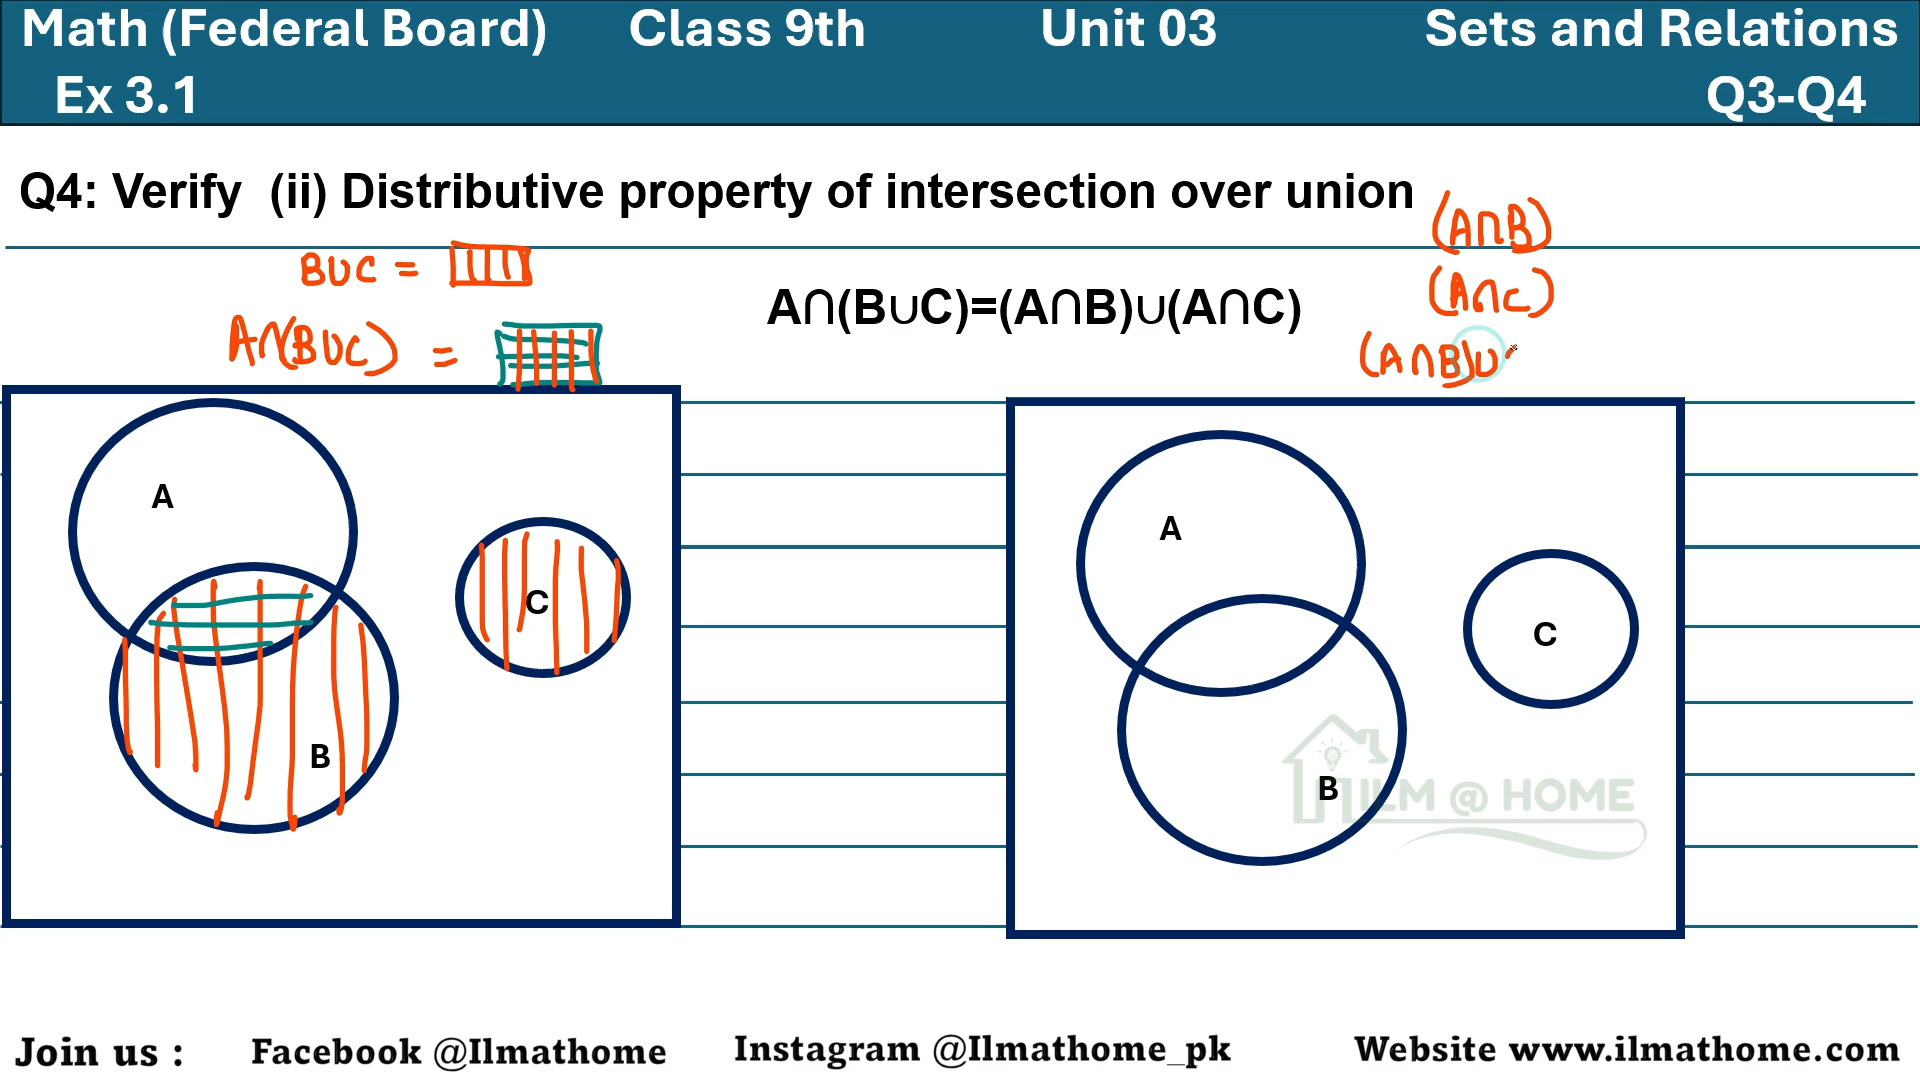 Math (Federal Board) Class 9th Unit 03 Sets and Relations
Ex 3.1 Q3-Q4
Q4: Verify (ii) Distributive property of intersection over union
(A∩B)
B∪C =
A∩(B∪C)=(A∩B)∪(A∩C)
(A∩C)
A∩(B∪C) =
(A∩B)∪
A
C
B
A
C
B
ILM @ HOME
Join us : Facebook @Ilmathome Instagram @Ilmathome_pk Website www.ilmathome.com